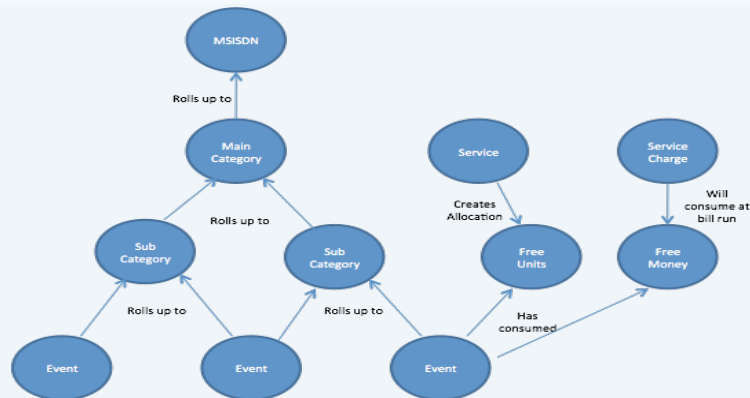 MSISDN
Rolls up to
Main
Category
Service
Service
Charge
Creates
Allocation
Will
consume at
bill run
Rolls up to
Sub
Category
Sub
Category
Free
Units
Free
Money
Rolls up to
Rolls up to
Has
consumed
Event
Event
Event